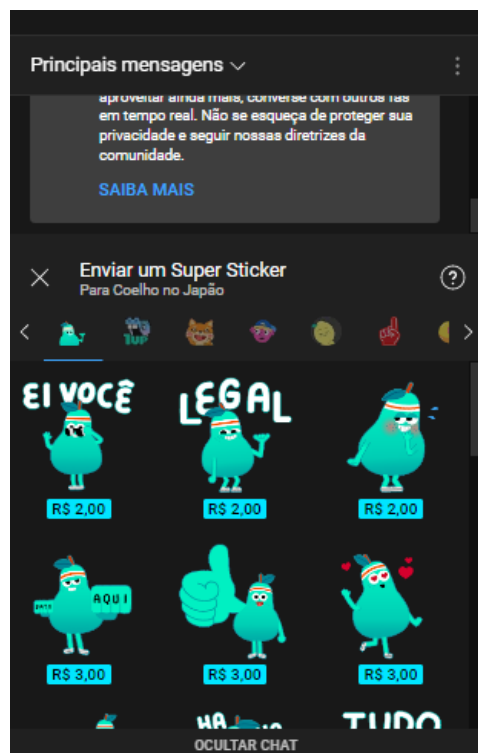 Principais mensagens
aproveitar ainda mais, converse com outros fãs
em tempo real. Não se esqueça de proteger sua
privacidade e seguir nossas diretrizes da
comunidade.
SAIBA MAIS
Enviar um Super Sticker
Para Coelho no Japão
?
1UP
EI VOCÊ
LEGAL
R$ 2,00
R$ 2,00
R$ 2,00
AQUI
R$ 3,00
R$ 3,00
R$ 3,00
HA
TUDO
OCULTAR CHAT